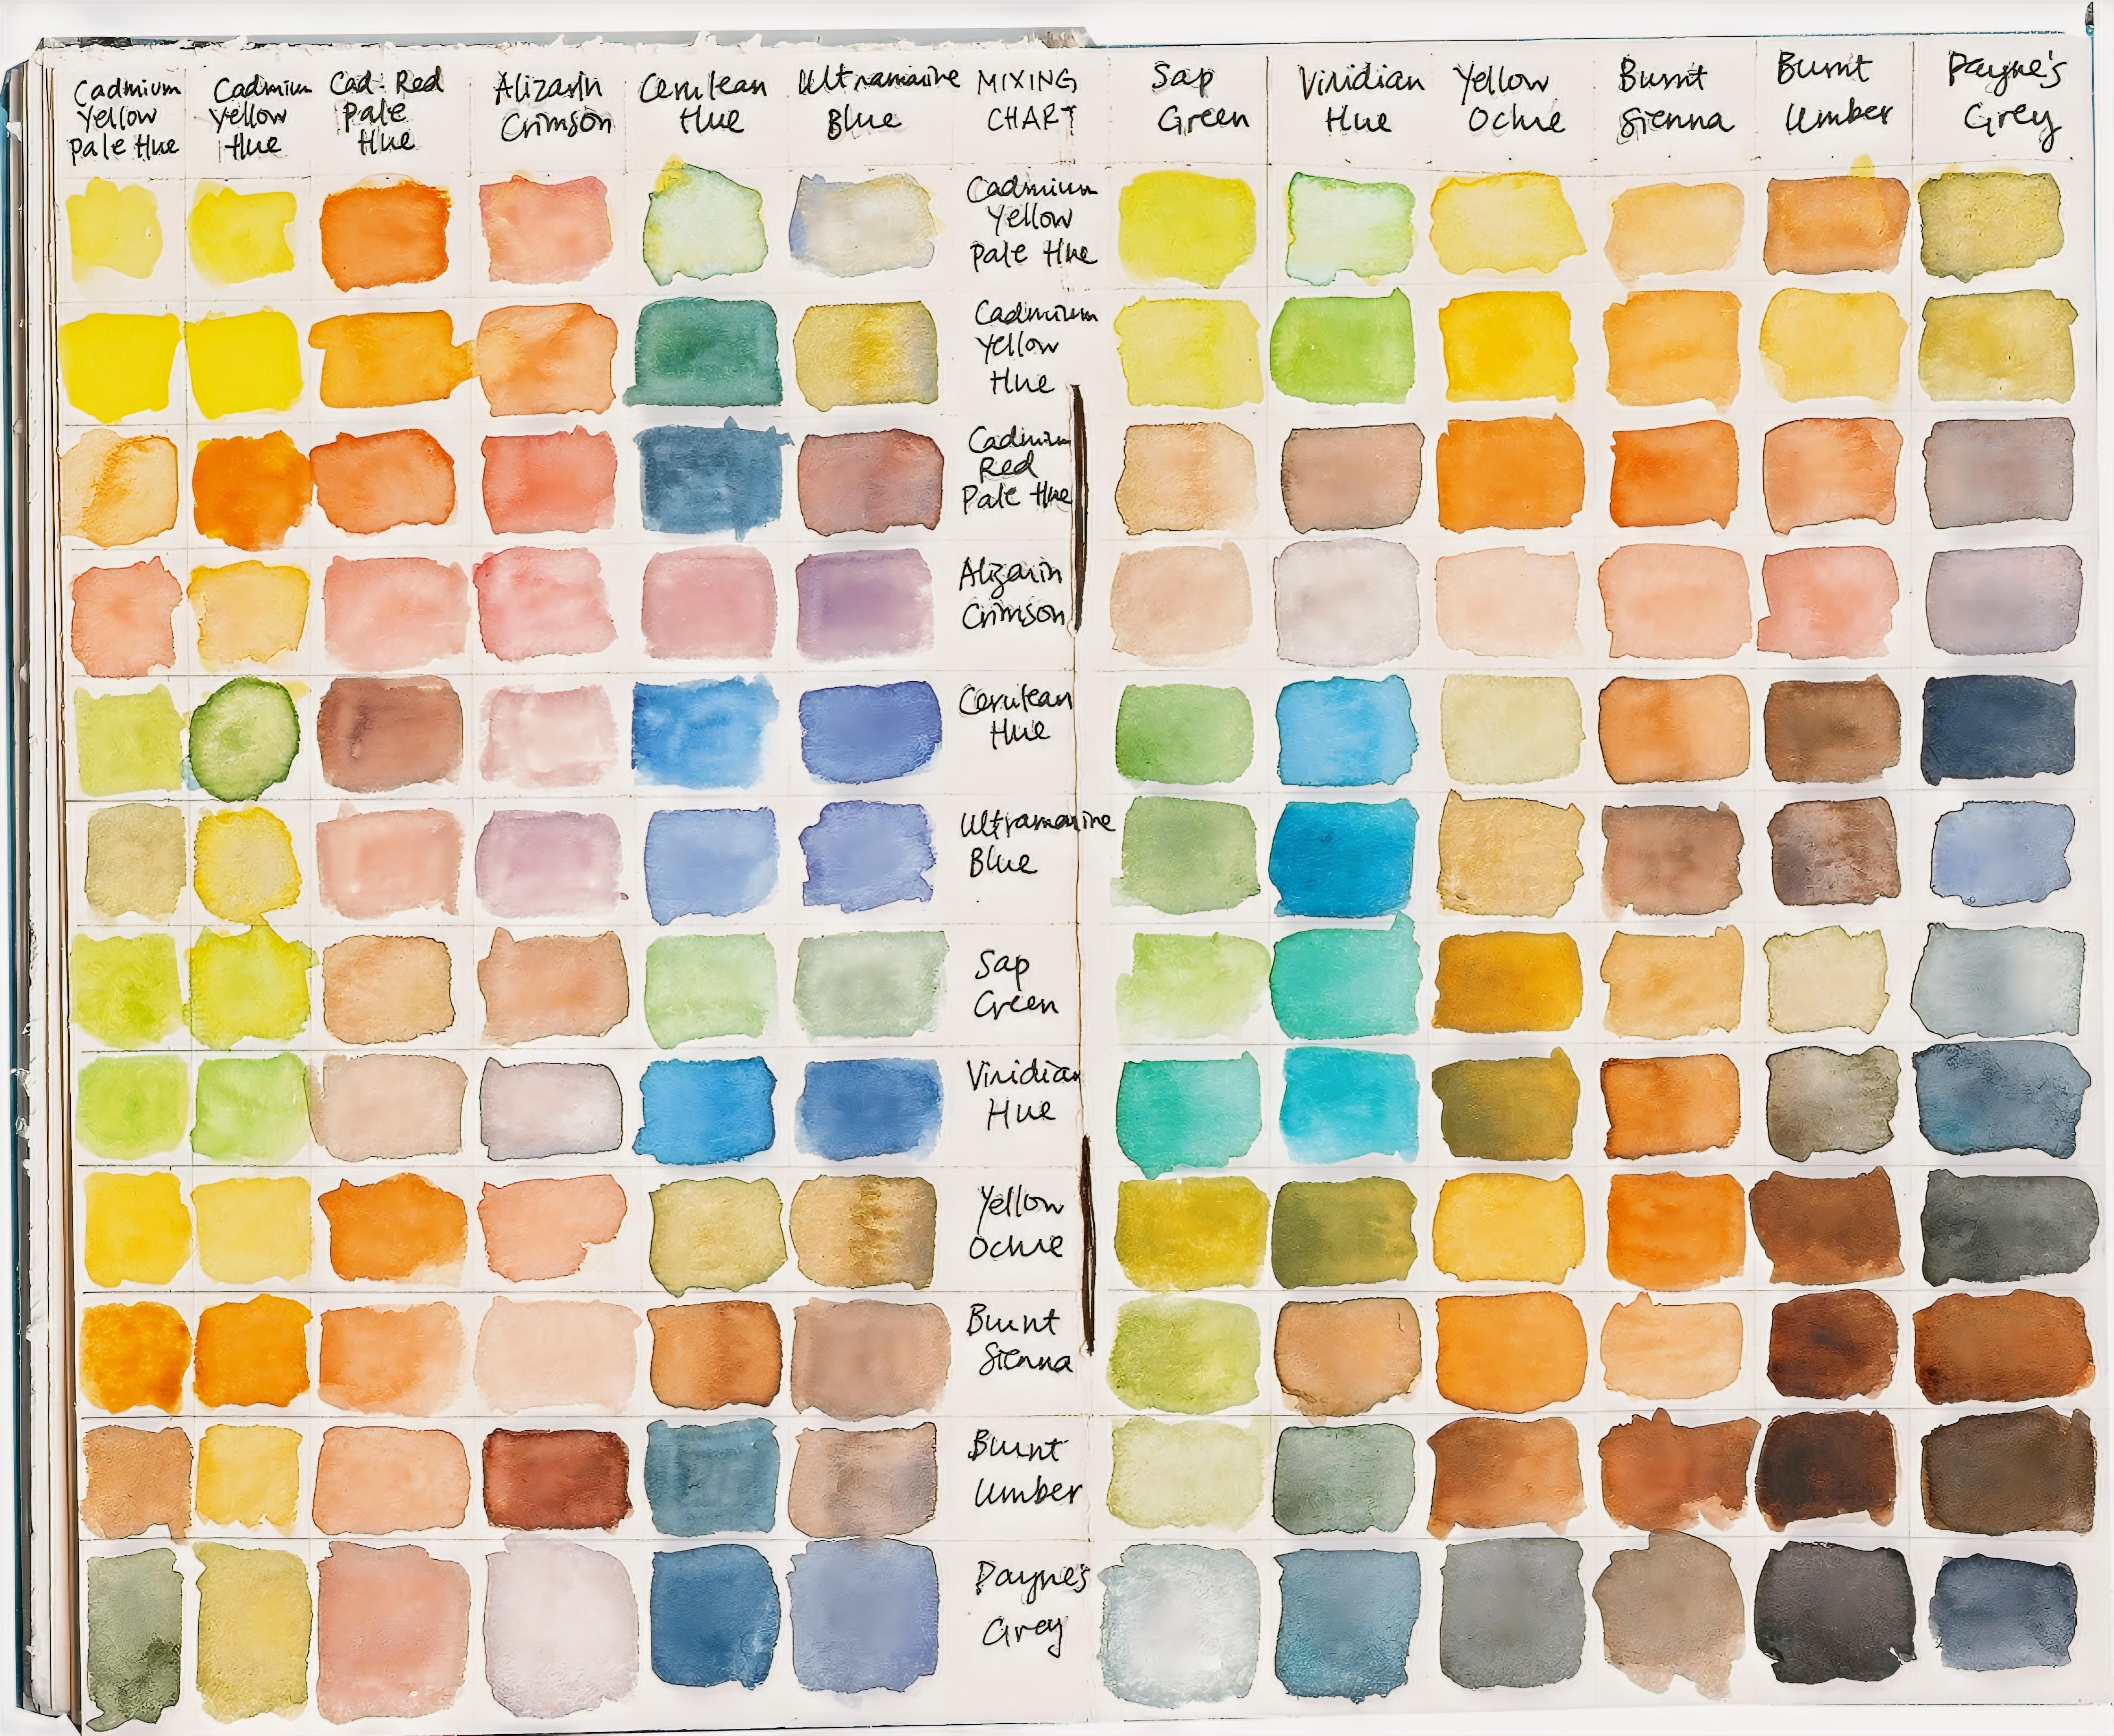 Cadmium
Yellow
Pale Hue
Cadmium
Yellow
Hue
Cad. Red
Pale
Hue
Alizarin
Crimson
Cerulean
Hue
Ultramarine
Blue
MIXING
CHART
Sap
Green
Viridian
Hue
Yellow
Ochre
Burnt
Sienna
Burnt
Umber
Payne's
Grey
Cadmium
Yellow
Pale Hue
Cadmium
Yellow
Hue
Cadmium
Red
Pale Hue
Alizarin
Crimson
Cerulean
Hue
Ultramarine
Blue
Sap
Green
Viridian
Hue
Yellow
Ochre
Burnt
Sienna
Burnt
Umber
Payne's
Grey